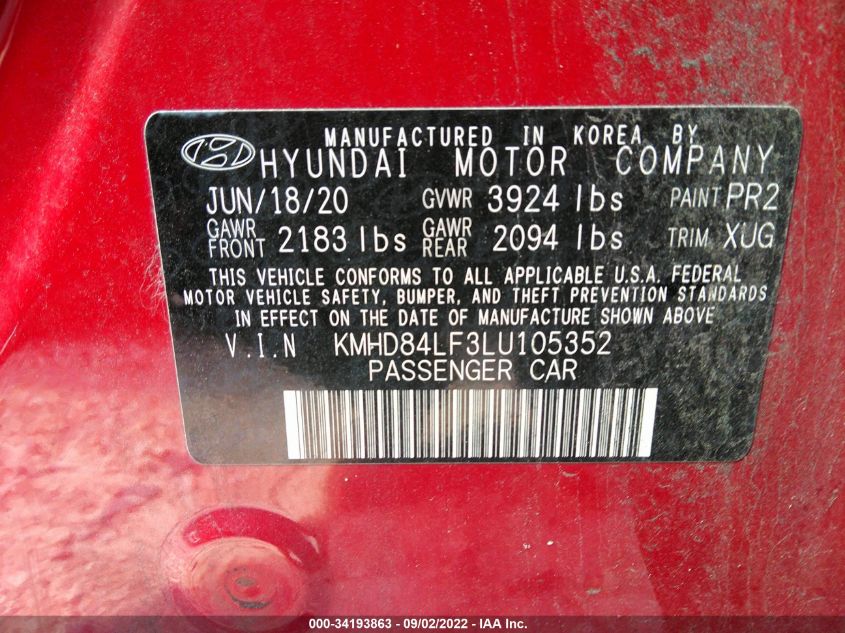 MANUFACTURED IN KOREA BY
HYUNDAI MOTOR COMPANY
JUN/18/20 GVWR 3924 lbs PAINT PR2
GAWR FRONT 2183 lbs GAWR REAR 2094 lbs TRIM XUG
THIS VEHICLE CONFORMS TO ALL APPLICABLE U.S.A. FEDERAL
MOTOR VEHICLE SAFETY, BUMPER, AND THEFT PREVENTION STANDARDS
IN EFFECT ON THE DATE OF MANUFACTURE SHOWN ABOVE
V.I.N KMHD84LF3LU105352
PASSENGER CAR
000-34193863 - 09/02/2022 - IAA Inc.